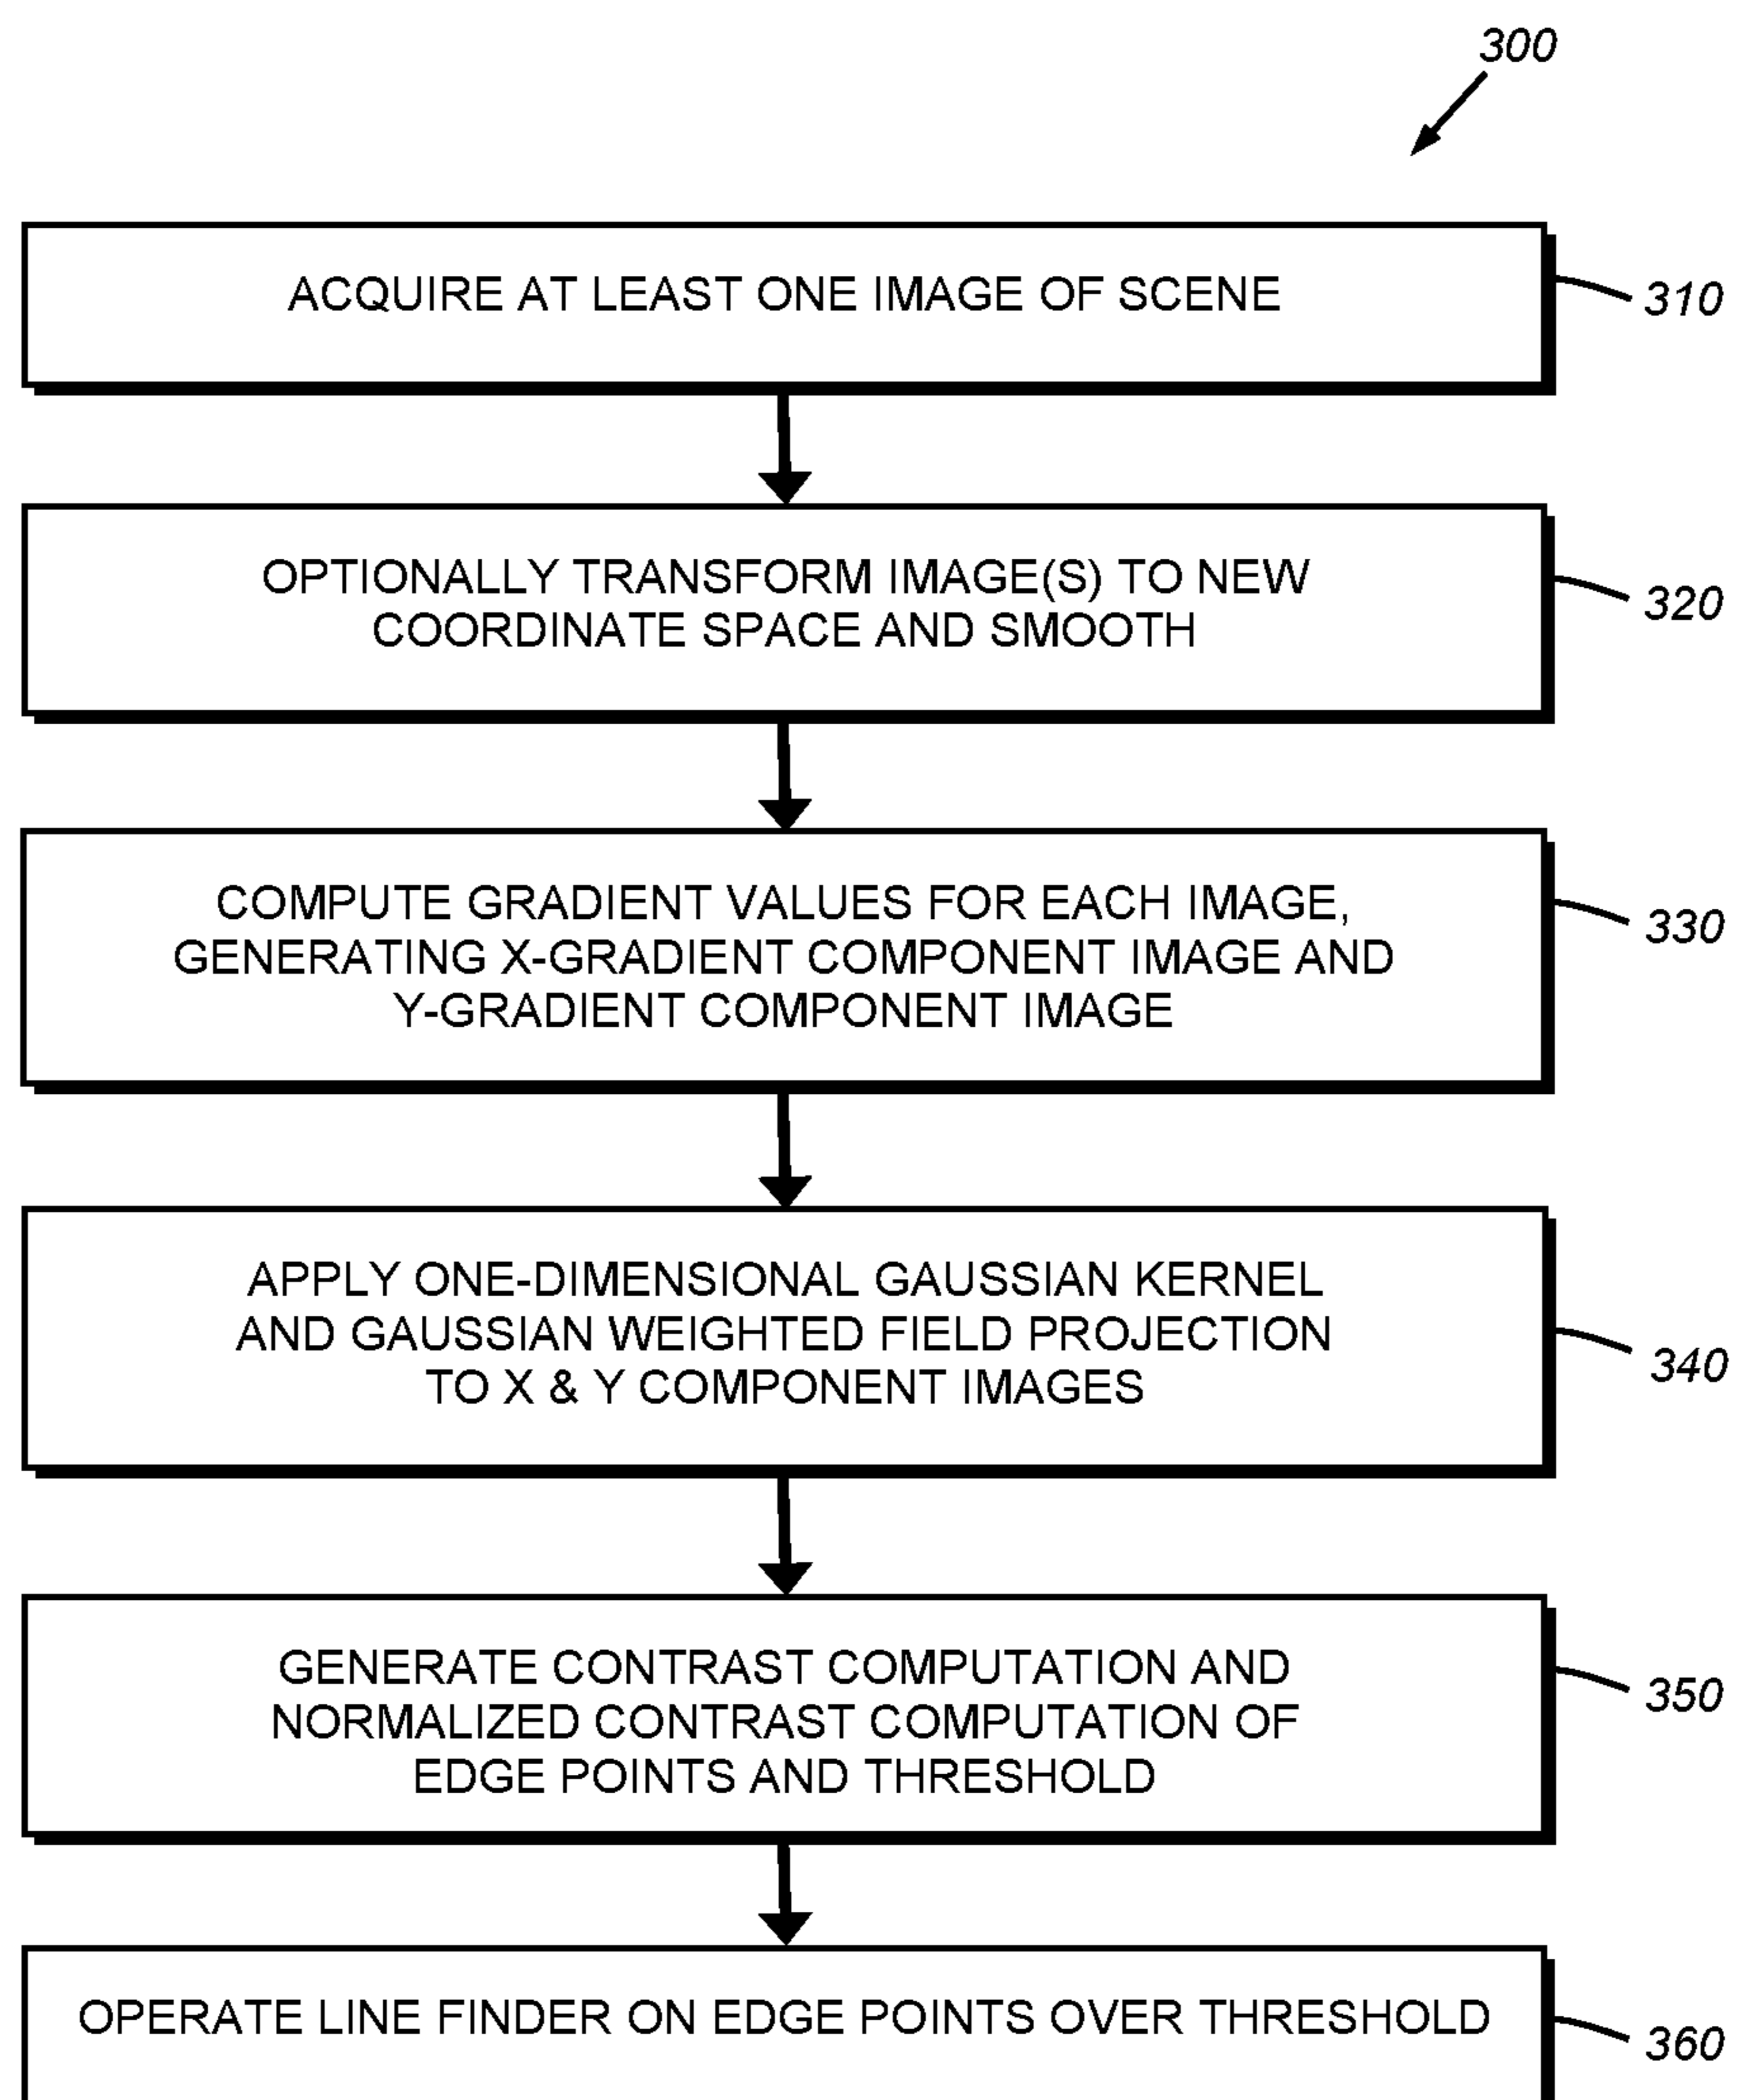 300
ACQUIRE AT LEAST ONE IMAGE OF SCENE
310
OPTIONALLY TRANSFORM IMAGE(S) TO NEW
COORDINATE SPACE AND SMOOTH
320
COMPUTE GRADIENT VALUES FOR EACH IMAGE,
GENERATING X-GRADIENT COMPONENT IMAGE AND
Y-GRADIENT COMPONENT IMAGE
330
APPLY ONE-DIMENSIONAL GAUSSIAN KERNEL
AND GAUSSIAN WEIGHTED FIELD PROJECTION
TO X & Y COMPONENT IMAGES
340
GENERATE CONTRAST COMPUTATION AND
NORMALIZED CONTRAST COMPUTATION OF
EDGE POINTS AND THRESHOLD
350
OPERATE LINE FINDER ON EDGE POINTS OVER THRESHOLD
360